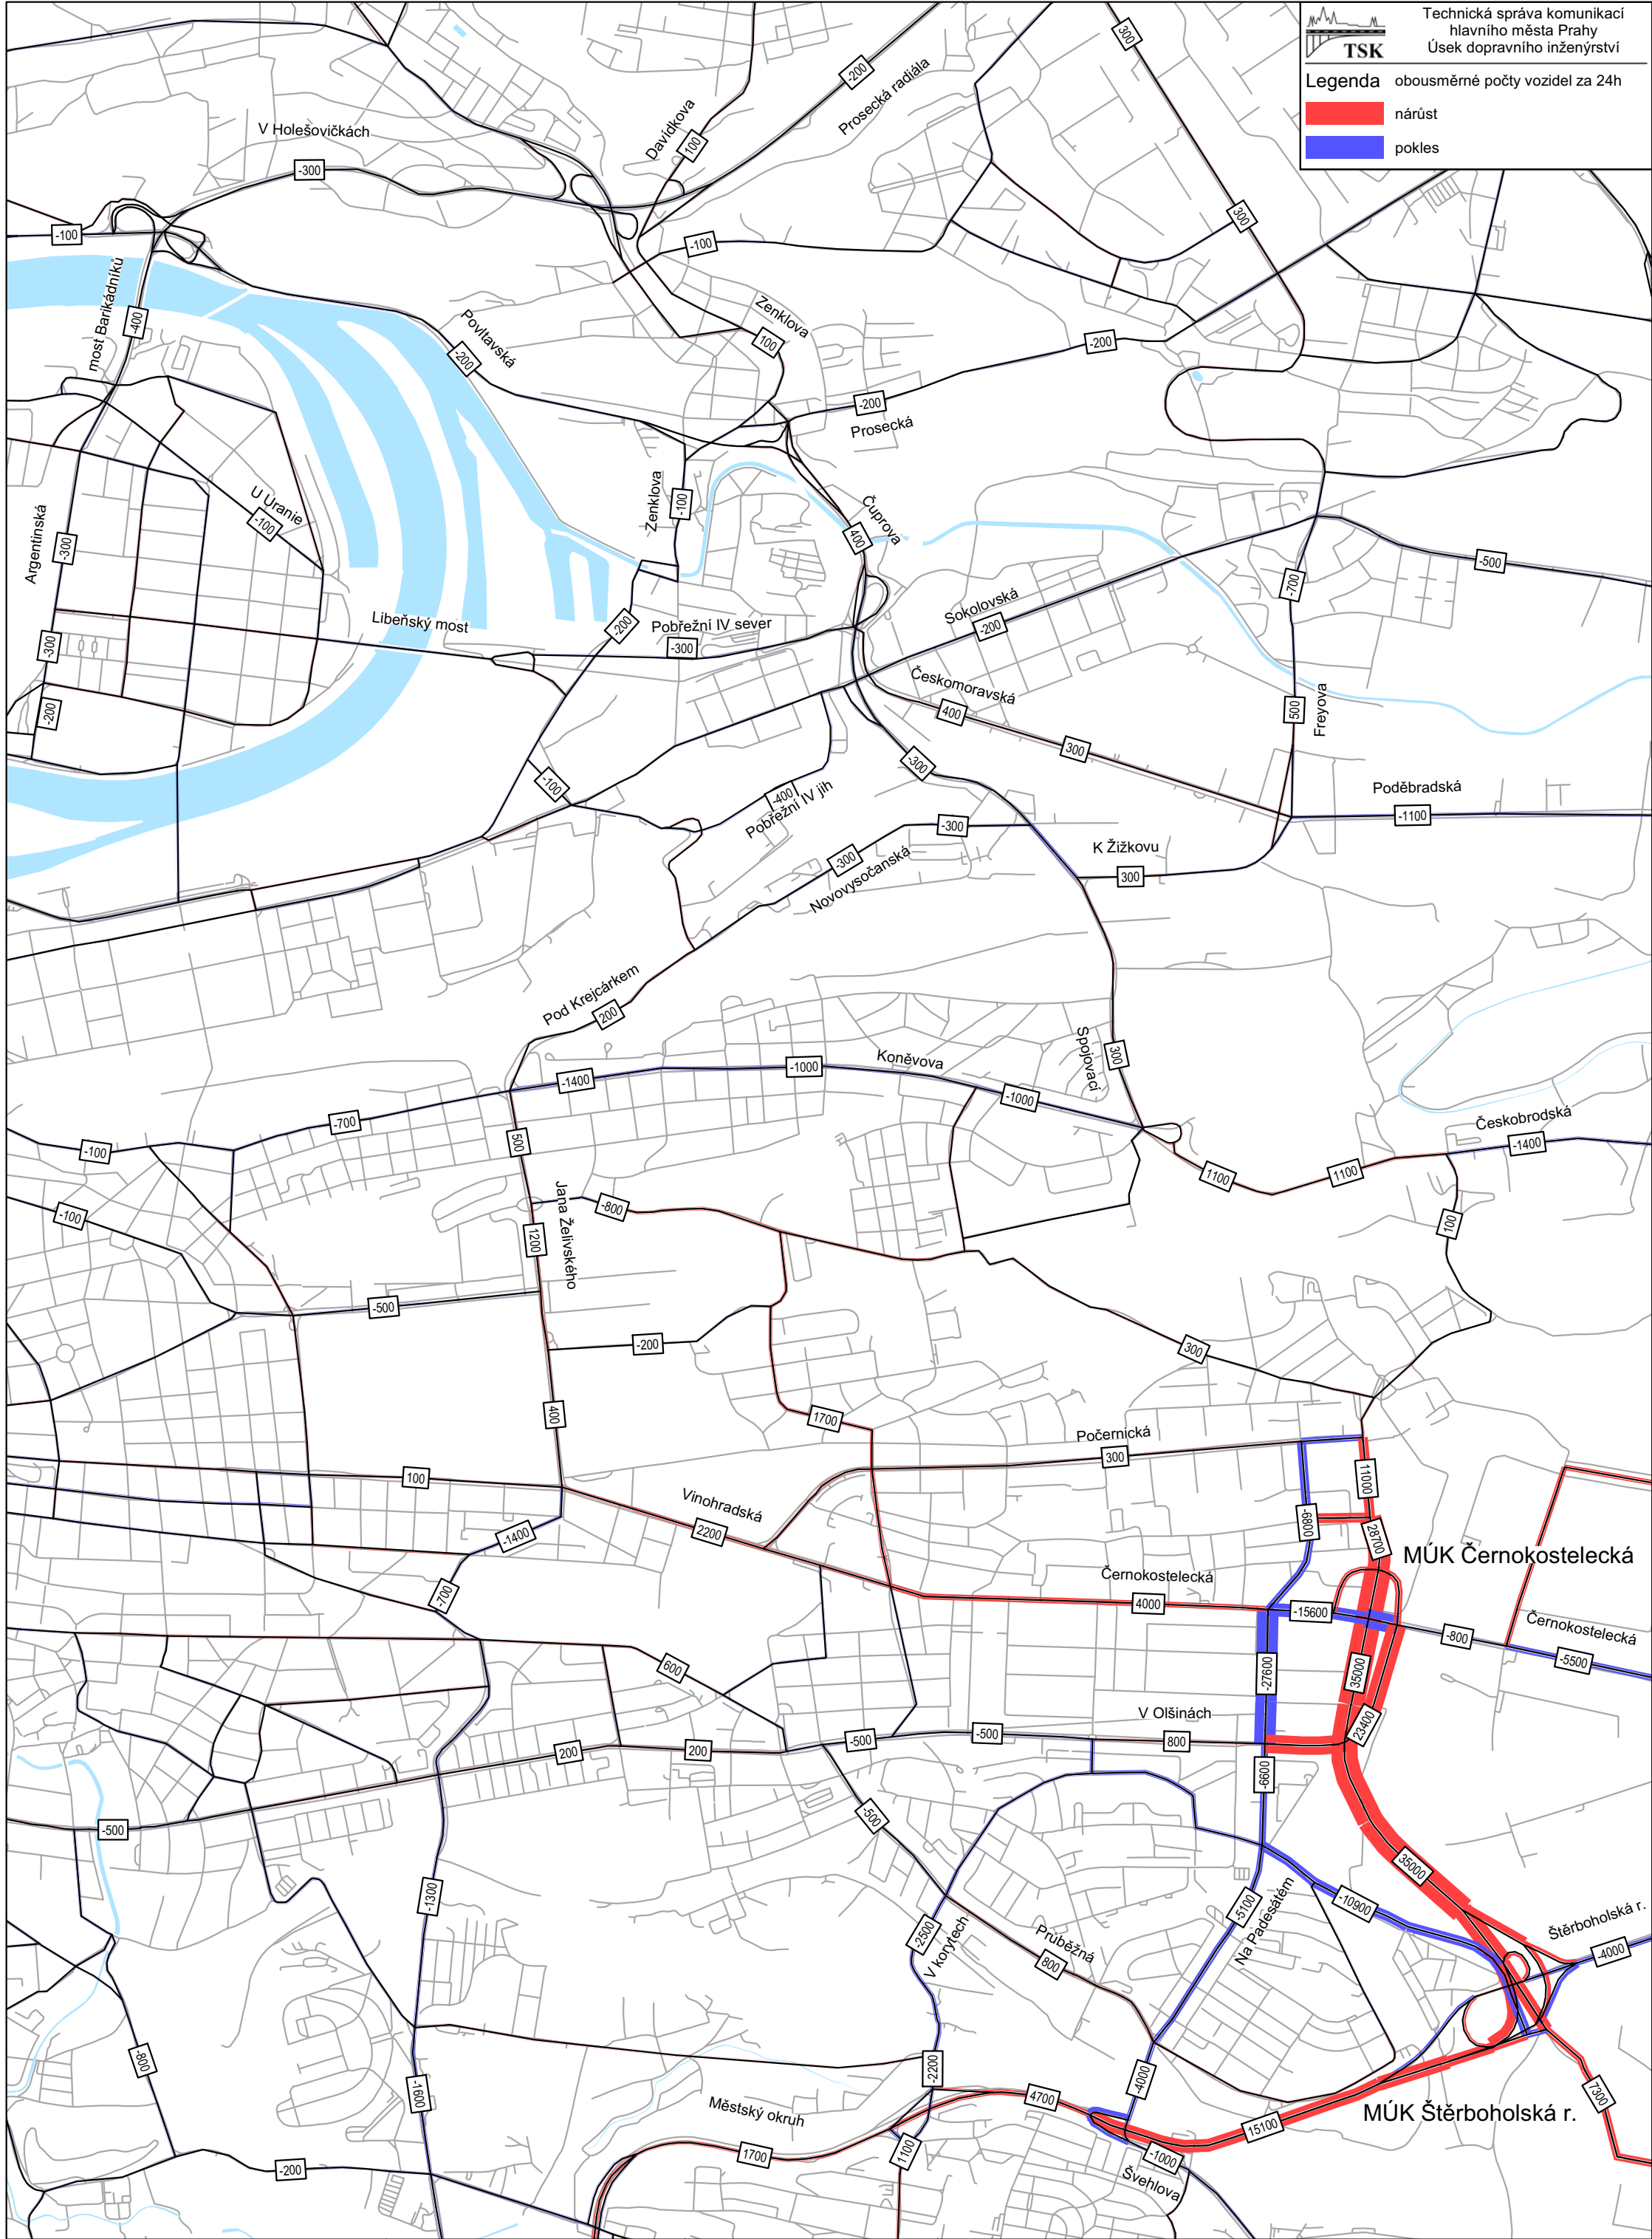 TSK
Technická správa komunikací
hlavního města Prahy
Úsek dopravního inženýrství
Legenda obousměrné počty vozidel za 24h
nárůst
pokles
300
-200
Prosecká radiála
Davídkova
100
V Holešovičkách
-300
-100
-100
300
most Barikádníků
-400
Povltavská
-200
Zenklova
100
-200
-200
Prosecká
U Uranie
-100
Zenklova
-100
Čuprova
400
Argentinská
-300
-500
-700
Sokolovská
-200
Libeňský most
-200
Pobřežní IV sever
-300
-300
-200
Českomoravská
400
300
500
Freyova
-300
-100
-400
Pobřežní IV jih
Poděbradská
-1100
-300
-300
Novovysočanská
K Žižkovu
300
Pod Krejcárkem
200
Spojovací
300
Koněvova
-1400
-1000
-1000
-700
-100
500
Českobrodská
-1400
1100
1100
-100
-800
Jana Želivského
1200
100
-500
-200
300
400
1700
Počernická
300
100
Vinohradská
2200
-1400
-700
11000
-6800
28700
MÚK Černokostelecká
Černokostelecká
4000
-15600
-800
Černokostelecká
-5500
600
-27600
35000
23400
V Olšinách
-500
-500
800
200
200
-6600
-500
-500
35000
-1300
-2500
V korytech
-5100
Na Padesátém
-10900
Průběžná
800
Štěrboholská r.
-4000
-800
-1600
-2200
-4000
4700
7300
Městský okruh
1700
1100
15100
MÚK Štěrboholská r.
-1000
Švehlova
-200